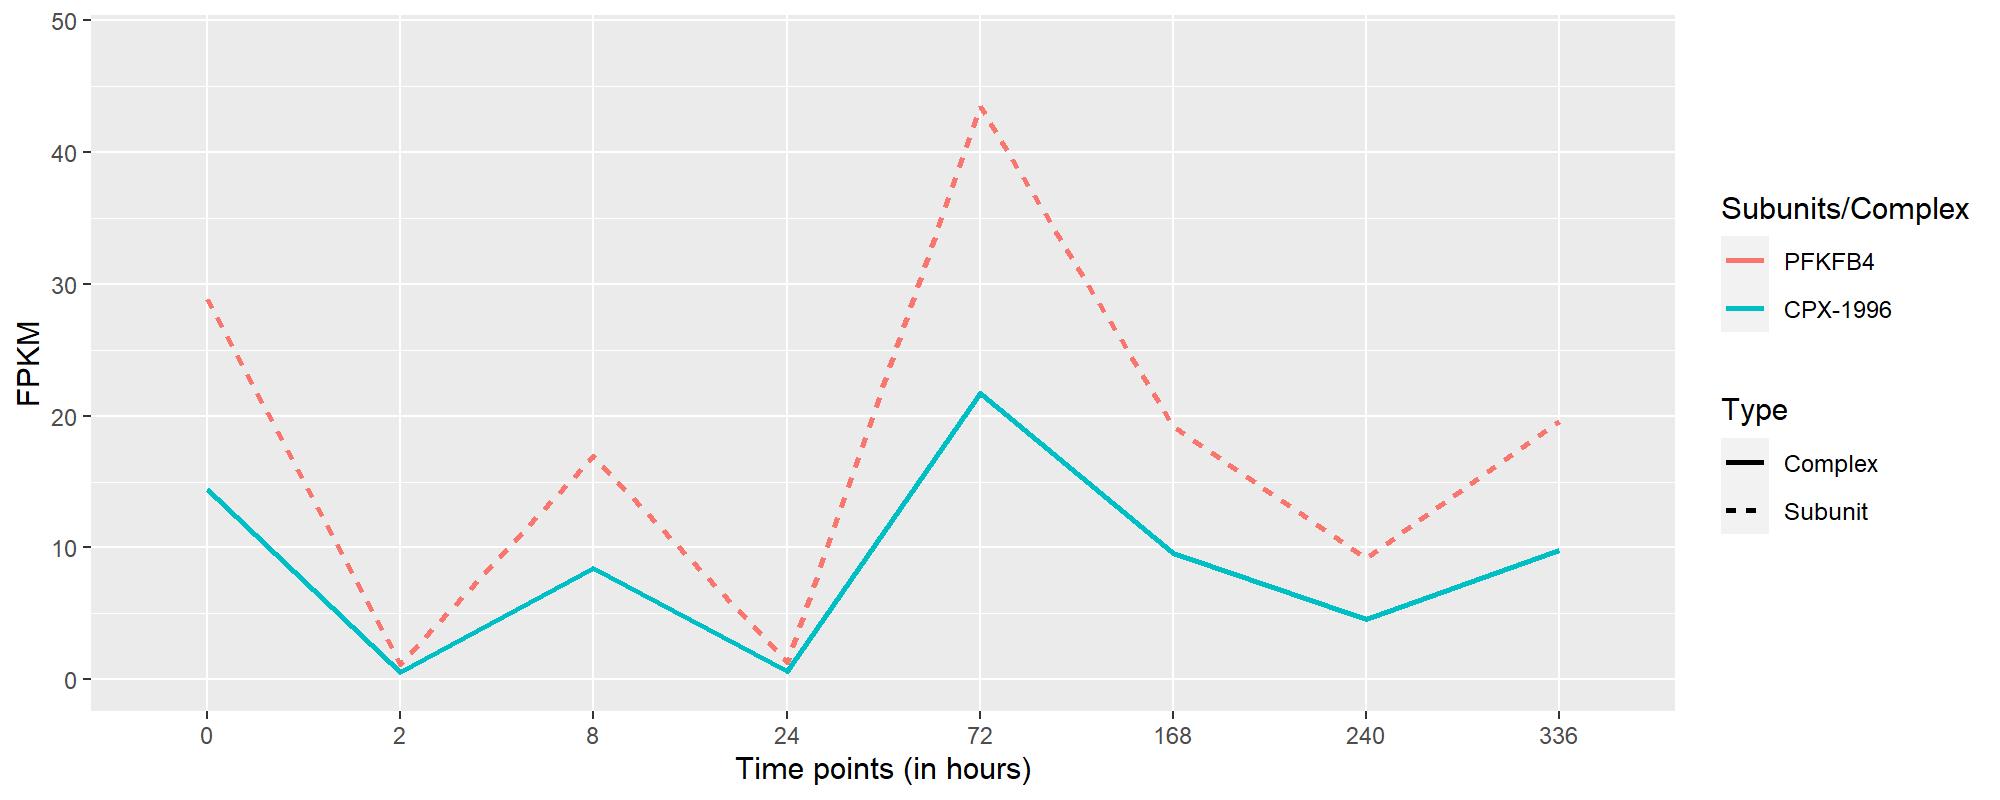 50
40
30
20
10
0
FPKM
0 2 8 24 72 168 240 336
Time points (in hours)
Subunits/Complex
PFKFB4
CPX-1996
Type
Complex
Subunit